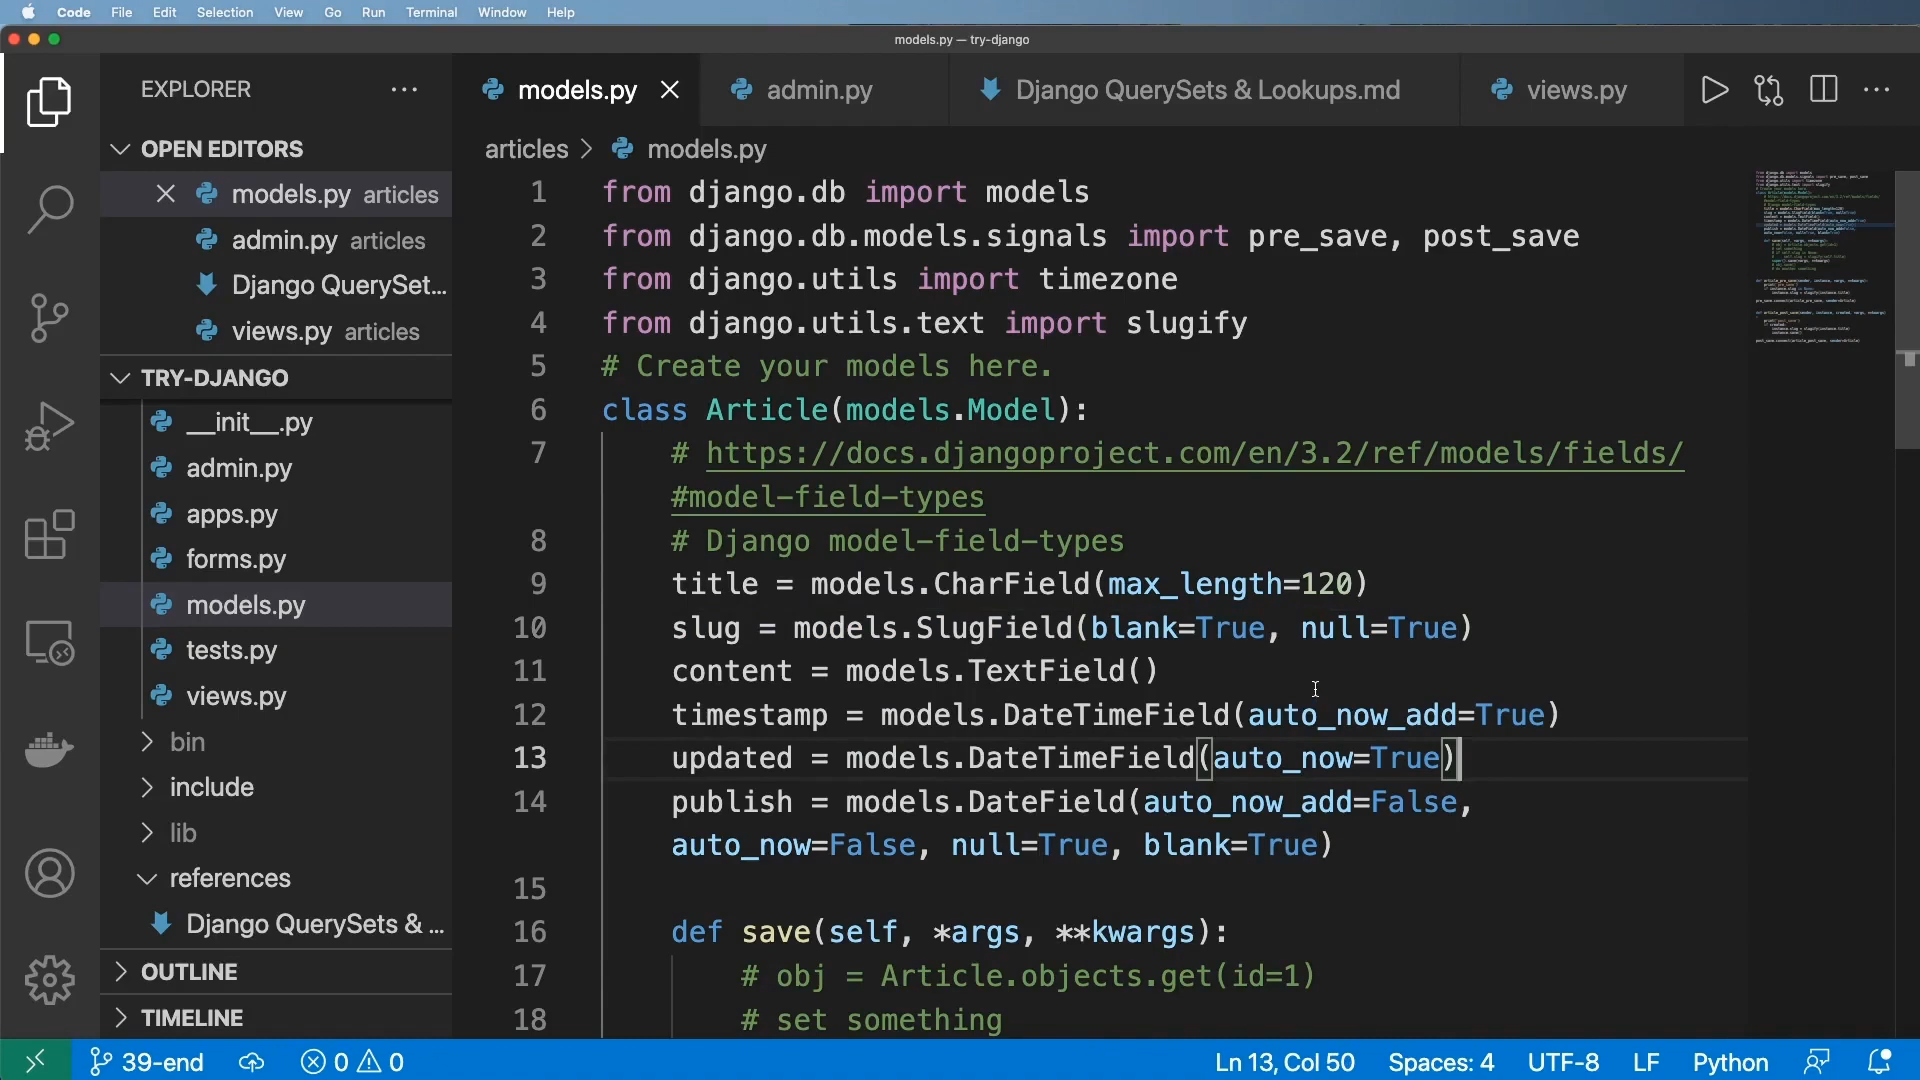 Code File Edit Selection View Go Run Terminal Window Help
models.py — try-django
EXPLORER
models.py
admin.py
Django QuerySets & Lookups.md
views.py
OPEN EDITORS
models.py articles
admin.py articles
Django QuerySet...
views.py articles
TRY-DJANGO
__init__.py
admin.py
apps.py
forms.py
models.py
tests.py
views.py
bin
include
lib
references
Django QuerySets & ...
OUTLINE
TIMELINE
articles > models.py
1 from django.db import models
2 from django.db.models.signals import pre_save, post_save
3 from django.utils import timezone
4 from django.utils.text import slugify
5 # Create your models here.
6 class Article(models.Model):
7 # https://docs.djangoproject.com/en/3.2/ref/models/fields/
#model-field-types
8 # Django model-field-types
9 title = models.CharField(max_length=120)
10 slug = models.SlugField(blank=True, null=True)
11 content = models.TextField()
12 timestamp = models.DateTimeField(auto_now_add=True)
13 updated = models.DateTimeField(auto_now=True)
14 publish = models.DateField(auto_now_add=False,
auto_now=False, null=True, blank=True)
15
16 def save(self, *args, **kwargs):
17 # obj = Article.objects.get(id=1)
18 # set something
39-end 0 0 Ln 13, Col 50 Spaces: 4 UTF-8 LF Python